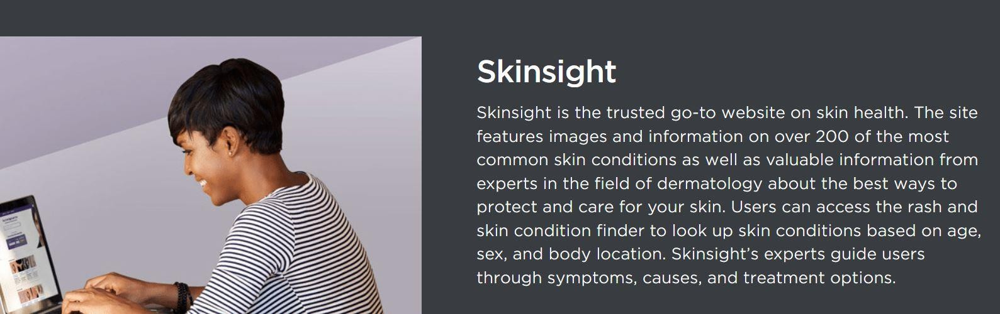 Skinsight
Skinsight is the trusted go-to website on skin health. The site
features images and information on over 200 of the most
common skin conditions as well as valuable information from
experts in the field of dermatology about the best ways to
protect and care for your skin. Users can access the rash and
skin condition finder to look up skin conditions based on age,
sex, and body location. Skinsight’s experts guide users
through symptoms, causes, and treatment options.